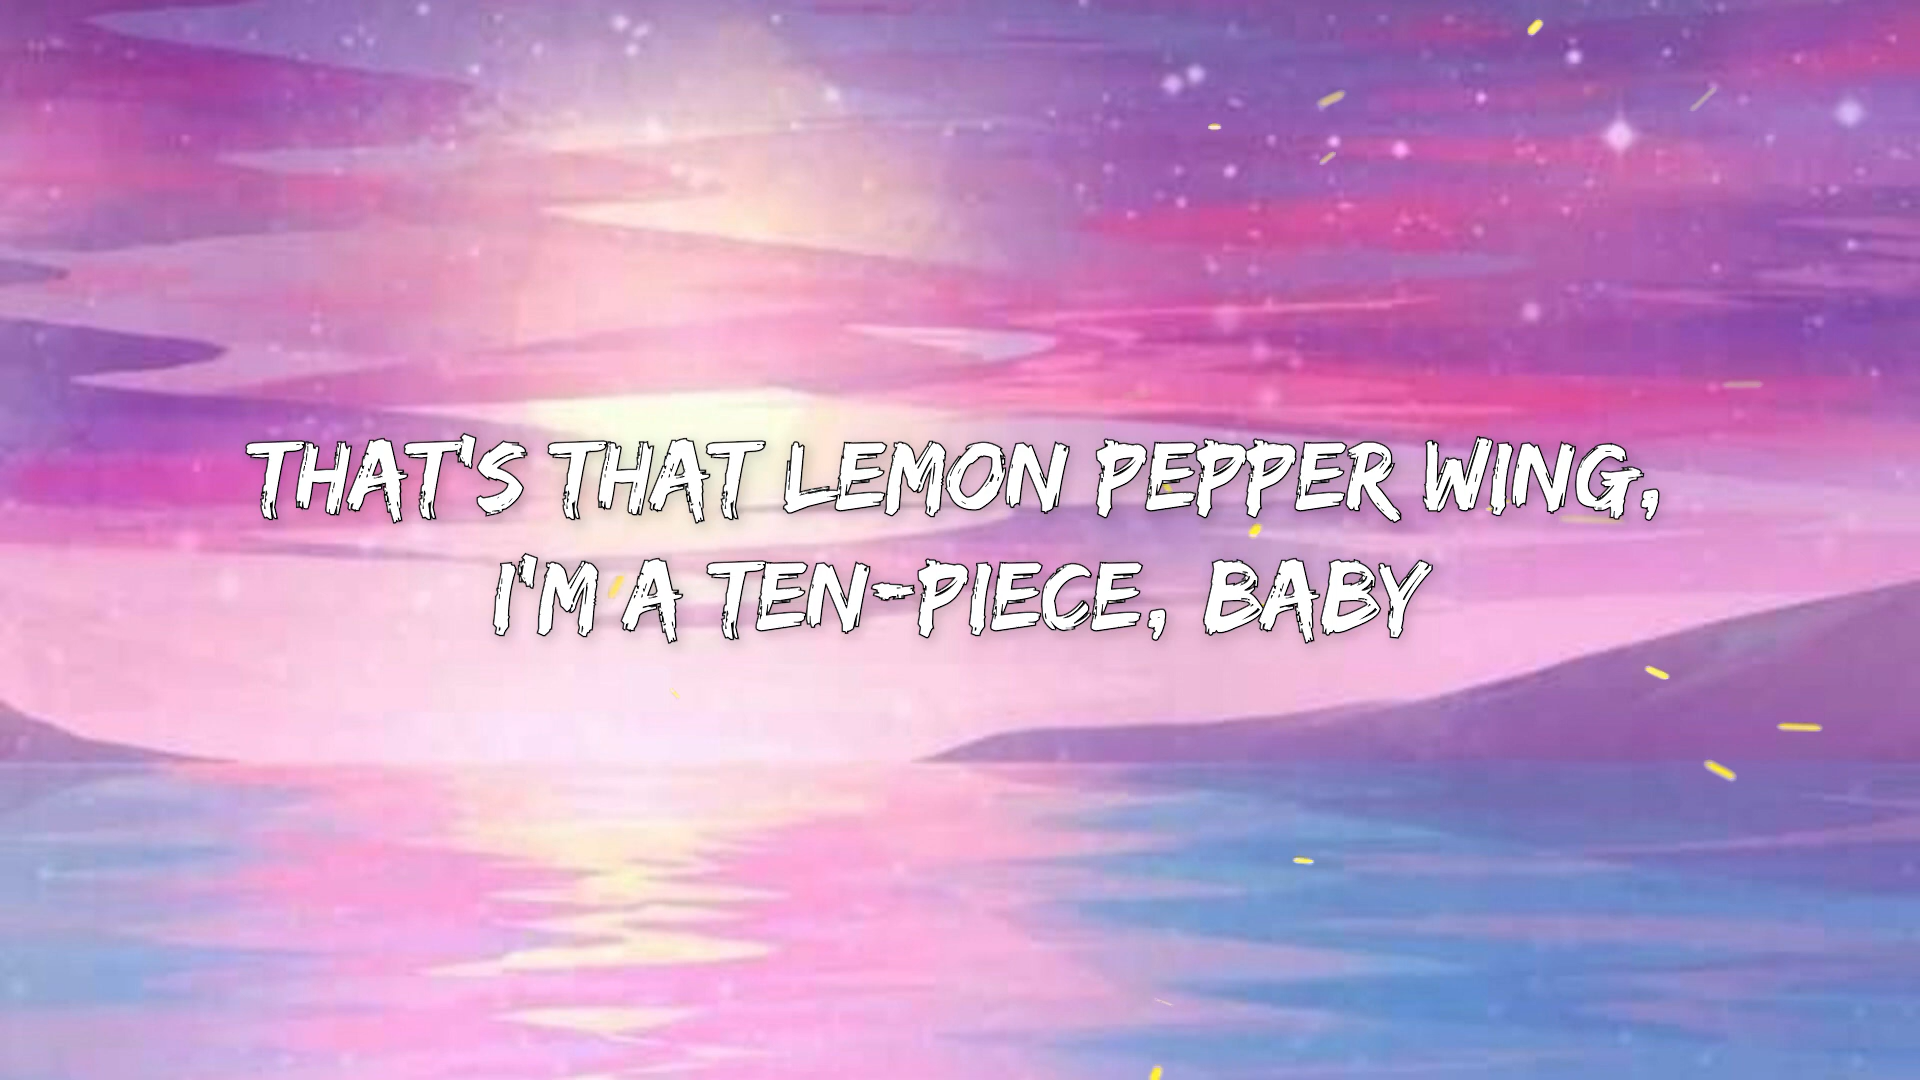 THAT'S THAT LEMON PEPPER WING,
I'M A TEN-PIECE, BABY